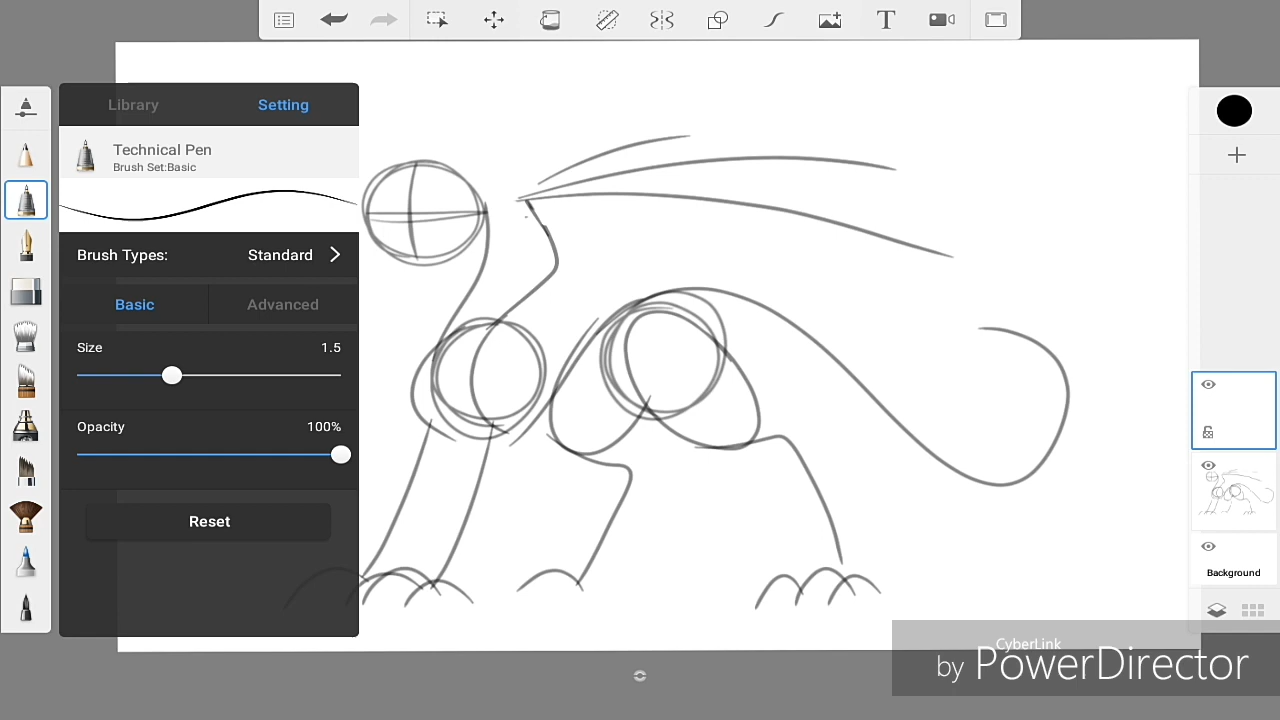 T
Library Setting
Technical Pen
Brush Set:Basic
Brush Types: Standard
Basic Advanced
Size 1.5
Opacity 100%
Reset
Background
CyberLink
by PowerDirector